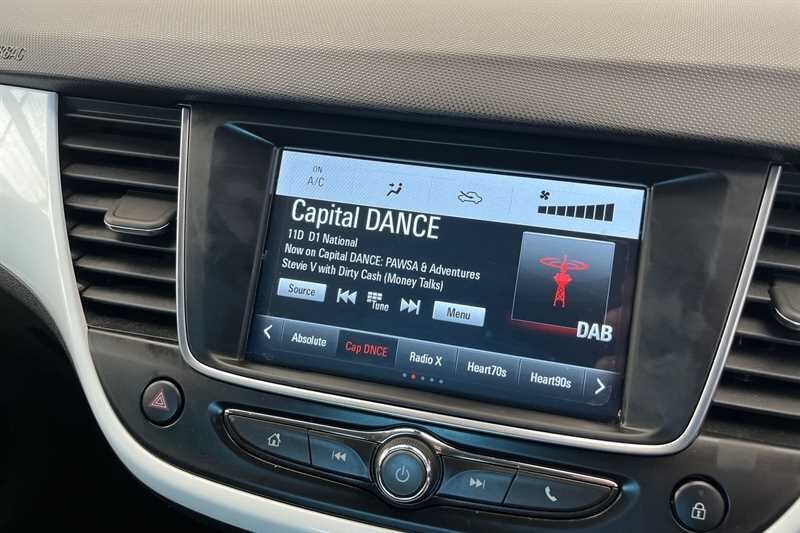 ON
A/C
Capital DANCE
11D D1 National
Now on Capital DANCE: PAWSA & Adventures
Stevie V with Dirty Cash (Money Talks)
Source
Tune
Menu
DAB
Absolute
Cap DNCE
Radio X
Heart70s
Heart90s